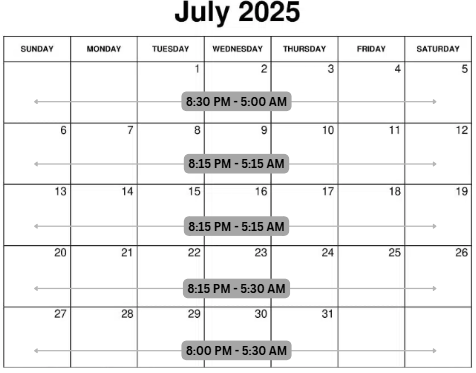 July 2025
SUNDAY MONDAY TUESDAY WEDNESDAY THURSDAY FRIDAY SATURDAY
1 2 3 4 5
8:30 PM - 5:00 AM
6 7 8 9 10 11 12
8:15 PM - 5:15 AM
13 14 15 16 17 18 19
8:15 PM - 5:15 AM
20 21 22 23 24 25 26
8:15 PM - 5:30 AM
27 28 29 30 31
8:00 PM - 5:30 AM